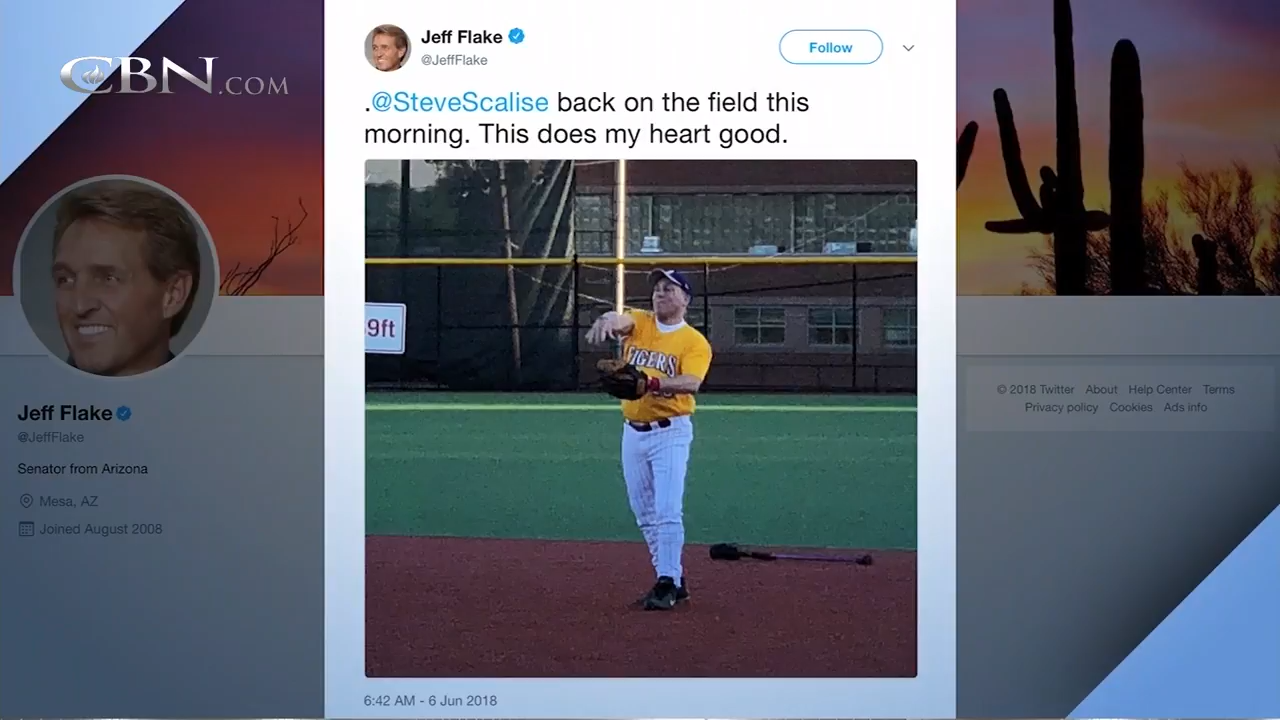 CBN.COM
Jeff Flake
@JeffFlake
Follow
.@SteveScalise back on the field this
morning. This does my heart good.
9ft
TIGERS
6:42 AM - 6 Jun 2018
Jeff Flake
@JeffFlake
Senator from Arizona
Mesa, AZ
Joined August 2008
© 2018 Twitter About Help Center Terms
Privacy policy Cookies Ads info